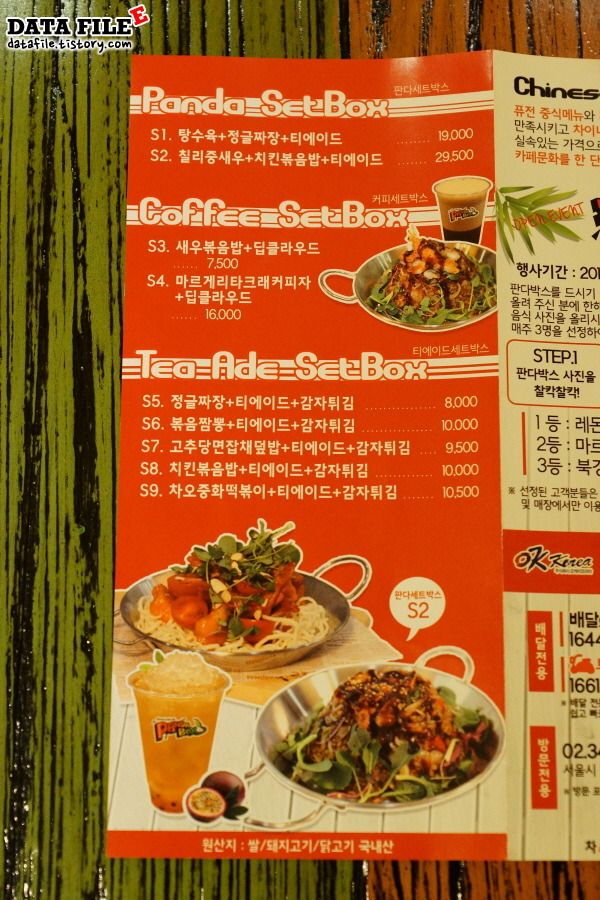 DATA FILE E
datafile.tistory.com
Panda SetBox 판다세트박스
S1. 탕수육+정글짜장+티에이드 ........ 19,000
S2. 칠리중새우+치킨볶음밥+티에이드 ...... 29,500
Coffee SetBox 커피세트박스
S3. 새우볶음밥+딥클라우드
...... 7,500
S4. 마르게리타크래커피자
+딥클라우드
...... 16,000
Tea Ade SetBox 티에이드세트박스
S5. 정글짜장+티에이드+감자튀김 ............ 8,000
S6. 볶음짬뽕+티에이드+감자튀김 ............ 10,000
S7. 고추당면잡채덮밥+티에이드+감자튀김 .... 9,500
S8. 치킨볶음밥+티에이드+감자튀김 ......... 10,000
S9. 차오중화떡볶이+티에이드+감자튀김 ...... 10,500
판다세트박스
S2
원산지 : 쌀/돼지고기/닭고기 국내산
Chines
퓨전 중식메뉴와
만족시키고 차이나
실속있는 가격으로
카페문화를 한 단
OPEN EVENT
행사기간 : 201
판다박스를 드시기
올려 주신 분에 한하
음식 사진을 올리시
매주 3명을 선정하여
STEP.1
판다박스 사진을
찰칵찰칵!
1등 : 레몬
2등 : 마르
3등 : 북경
※ 선정된 고객분들은
및 매장에서만 이용
OK Korea
배달전용
배달
1644
1661
※ 배달 전
쉽고 빠르
방문전용
02.34
서울시
※ 방문 포
차